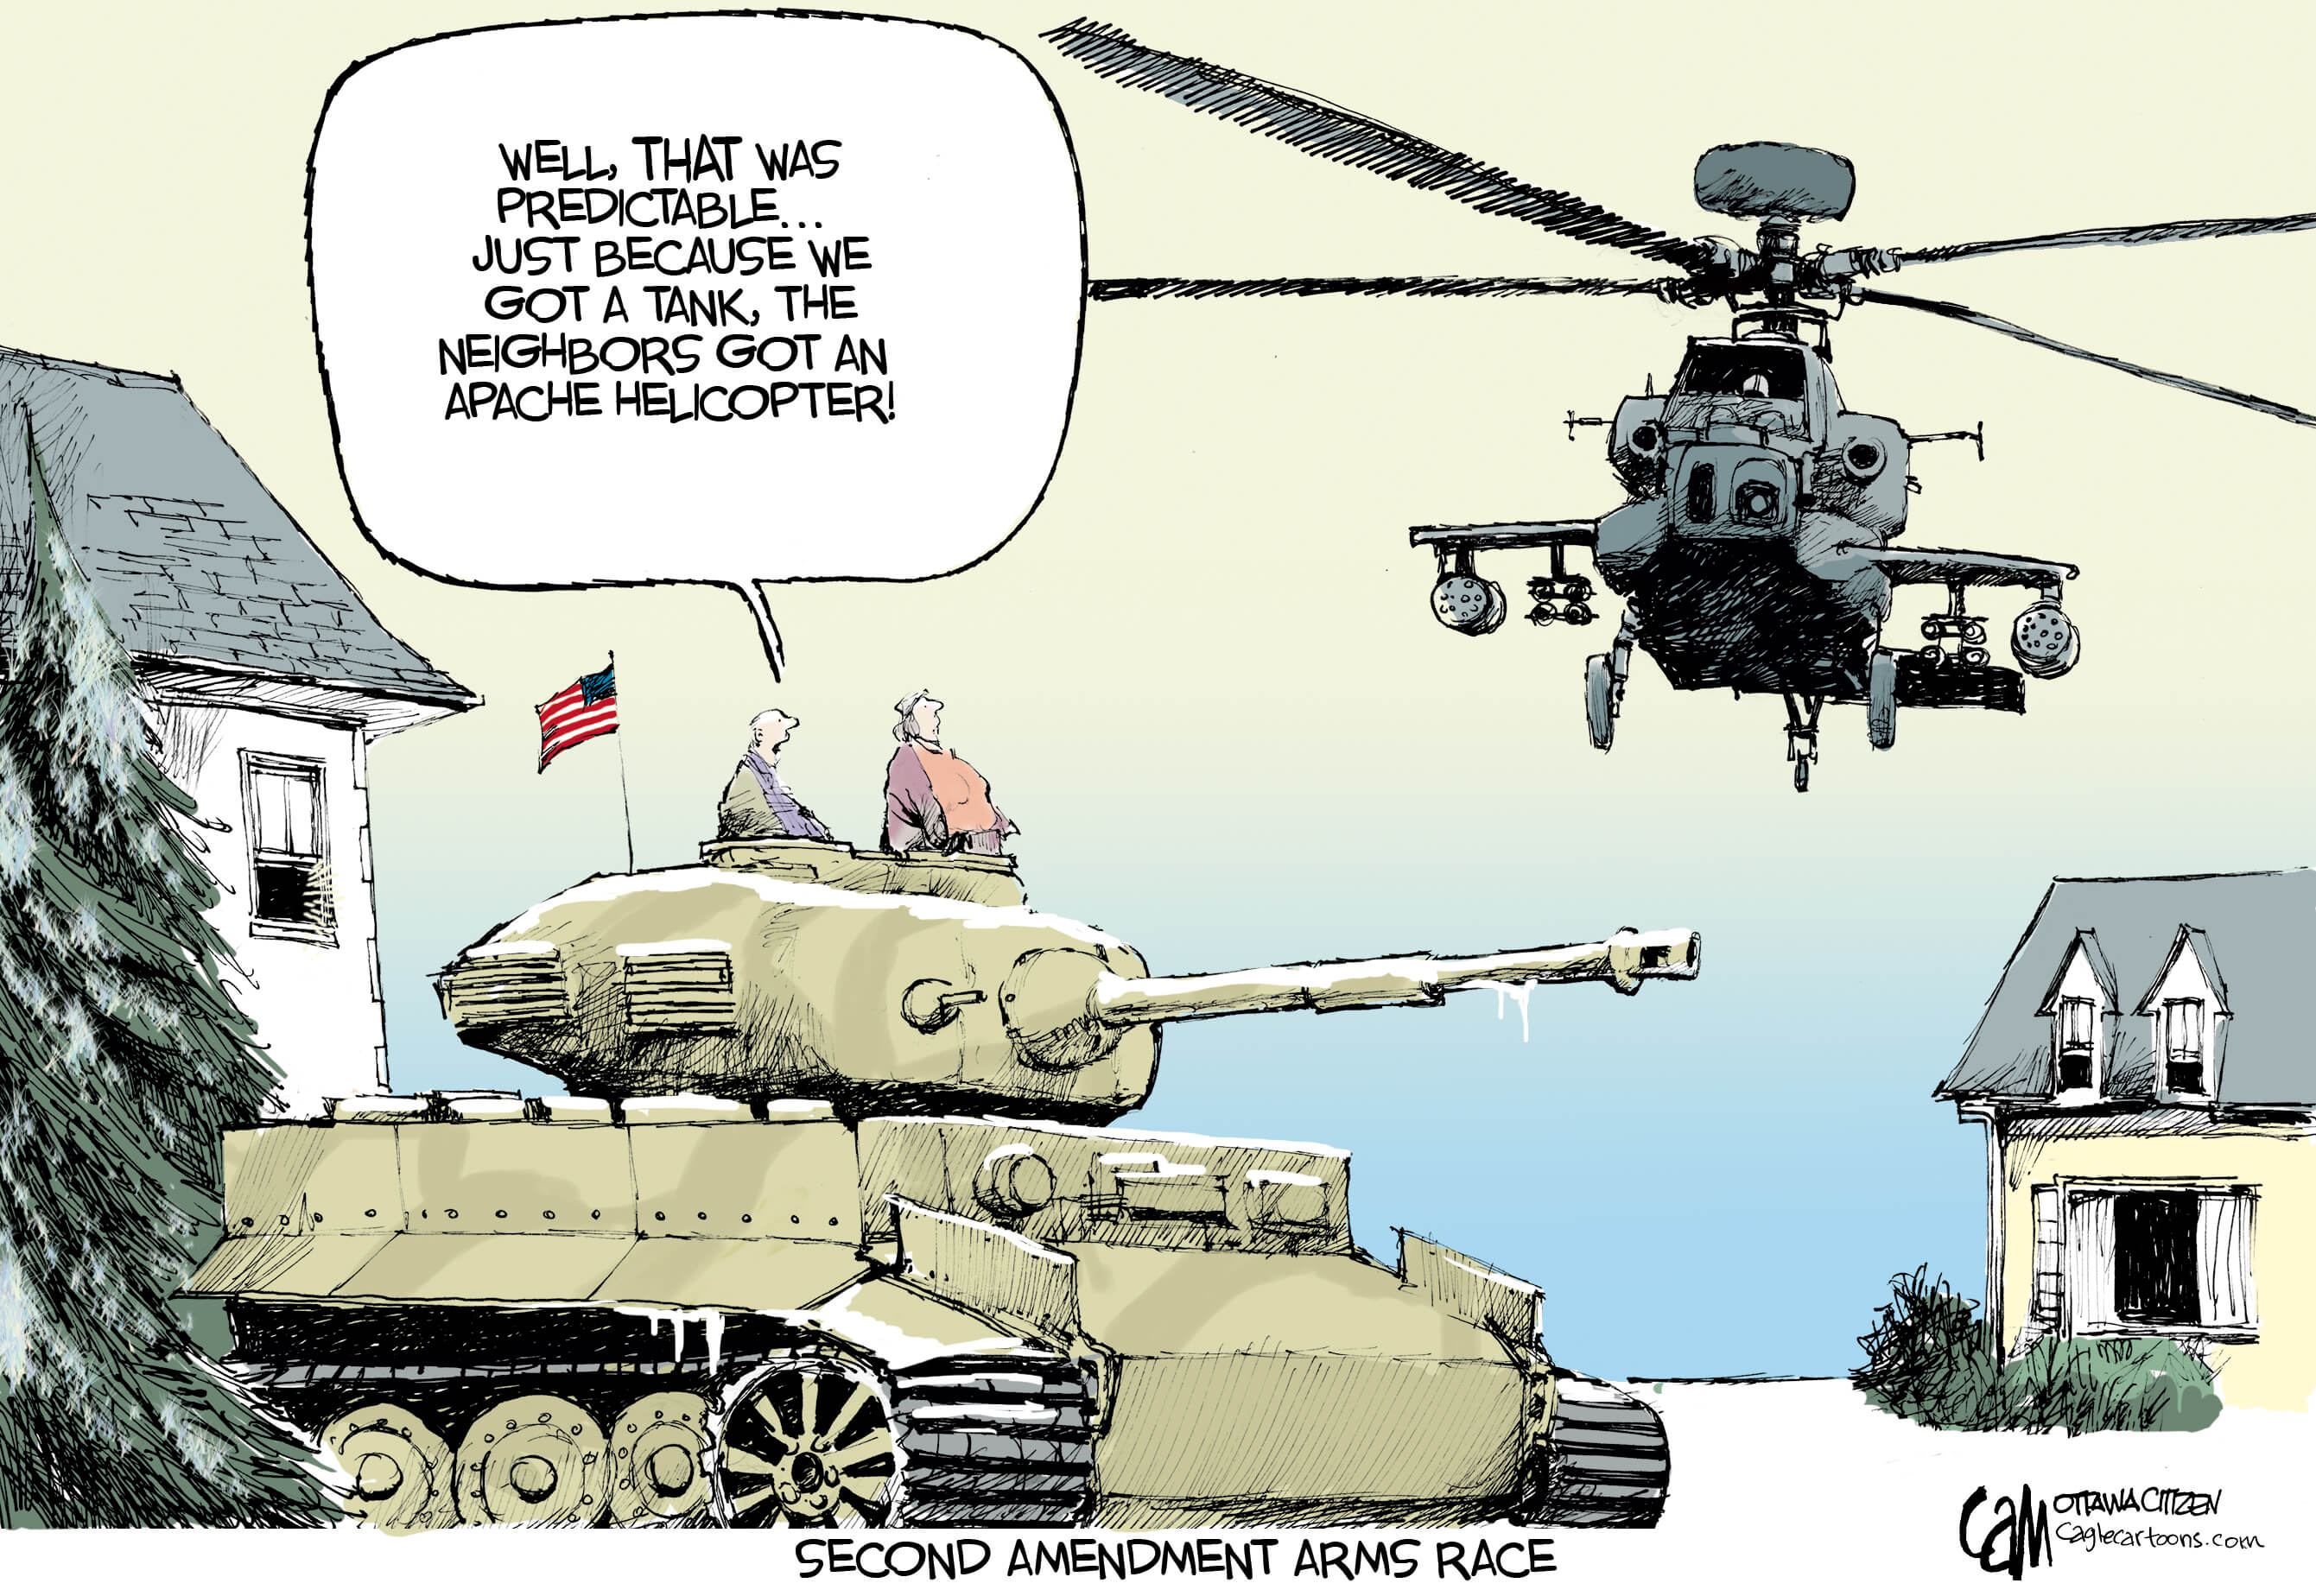 WELL, THAT WAS
PREDICTABLE...
JUST BECAUSE WE
GOT A TANK, THE
NEIGHBORS GOT AN
APACHE HELICOPTER!
CAM
OTTAWA CITIZEN
caglecartoons.com
SECOND AMENDMENT ARMS RACE